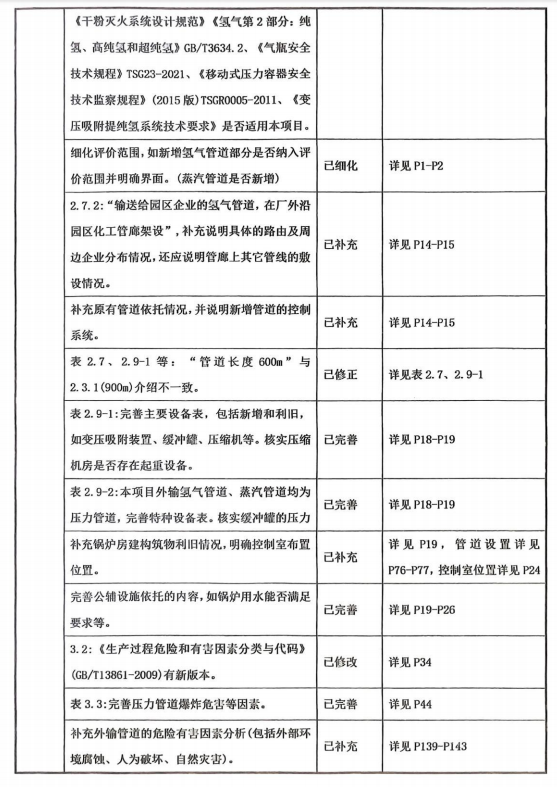 《干粉灭火系统设计规范》《氢气第2部分：纯
氢、高纯氢和超纯氢》GB/T3634.2、《气瓶安全
技术规程》TSG23-2021、《移动式压力容器安全
技术监察规程》(2015版)TSGR0005-2011、《变
压吸附提纯氢系统技术要求》是否适用本项目。
细化评价范围，如新增氢气管道部分是否纳入评
价范围并明确界面。(蒸汽管道是否新增)
已细化
详见 P1-P2
2.7.2:“输送给园区企业的氢气管道，在厂外沿
园区化工管廊架设”,补充说明具体的路由及周
边企业分布情况，还应说明管廊上其它管线的敷
设情况。
已补充
详见 P14-P15
补充原有管道依托情况，并说明新增管道的控制
系统。
已补充
详见 P14-P15
表 2.7、2.9-1 等：“管道长度 600m”与
2.3.1(900m)介绍不一致。
已修正
详见表 2.7、2.9-1
表 2.9-1:完善主要设备表，包括新增和利旧，
如变压吸附装置、缓冲罐、压缩机等。核实压缩
机房是否存在起重设备。
已完善
详见 P18-P19
表 2.9-2:本项目外输氢气管道、蒸汽管道均为
压力管道，完善特种设备表。核实缓冲罐的压力
已完善
详见 P18-P19
补充锅炉房建构筑物利旧情况，明确控制室布置
位置。
已补充
详见 P19，管道设置详见
P76-P77，控制室位置详见 P24
完善公辅设施依托的内容，如锅炉用水能否满足
要求等。
已完善
详见 P19-P26
3.2:《生产过程危险和有害因素分类与代码》
(GB/T13861-2009)有新版本。
已修改
详见 P34
表 3.3:完善压力管道爆炸危害等因素。
已完善
详见 P44
补充外输管道的危险有害因素分析(包括外部环
境腐蚀、人为破坏、自然灾害)。
已补充
详见 P139-P143